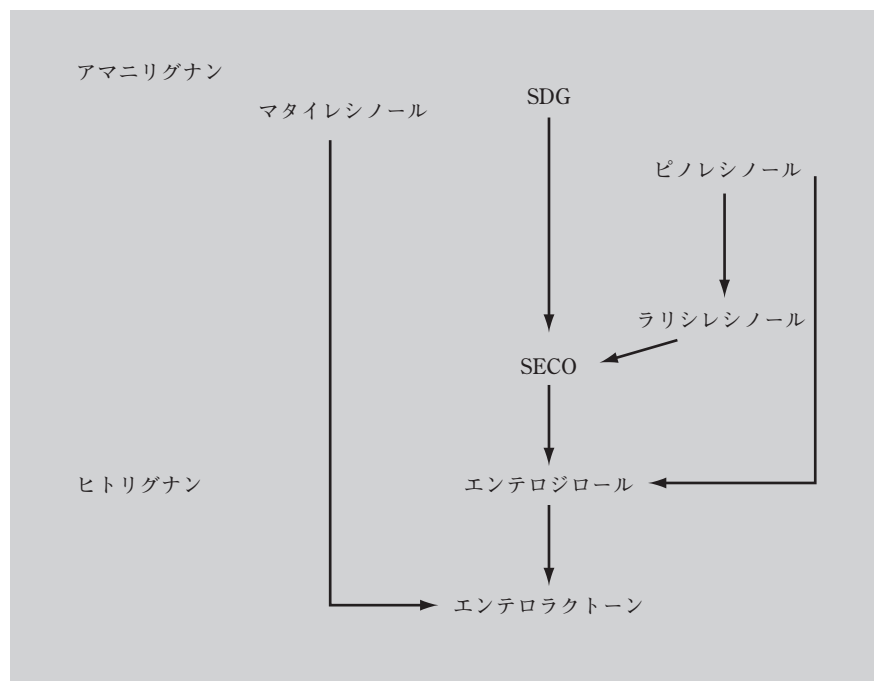 アマニリグナン
SDG
マタイレシノール
ピノレシノール
ラリシレシノール
SECO
ヒトリグナン
エンテロジロール
エンテロラクトーン